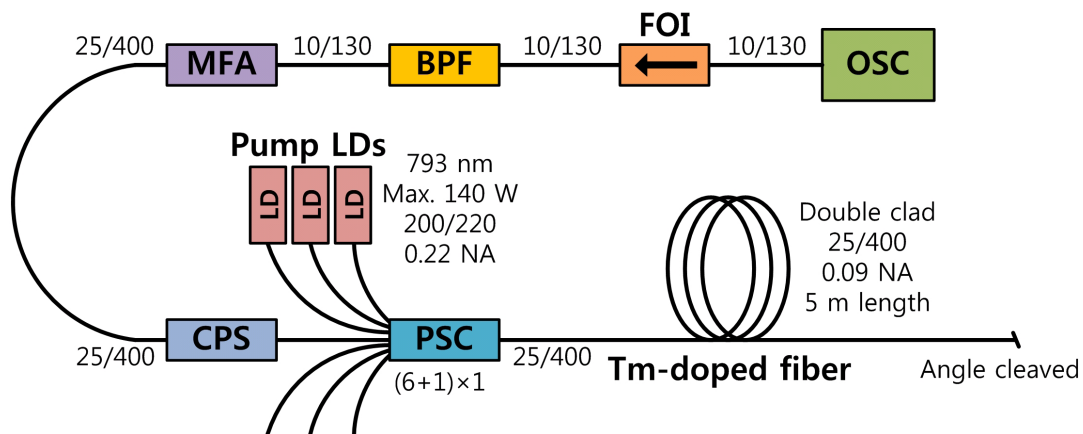 FOI
25/400
MFA
10/130
BPF
10/130
10/130
OSC
Pump LDs
LD
LD
LD
793 nm
Max. 140 W
200/220
0.22 NA
Double clad
25/400
0.09 NA
5 m length
25/400
CPS
PSC
(6+1)×1
25/400
Tm-doped fiber
Angle cleaved